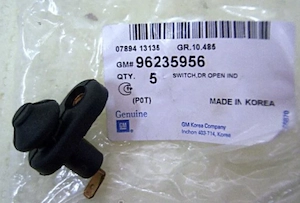 07894 13135 GR.10.485
GM# 96235956
QTY. 5 SWITCH,DR OPEN IND
(P0T) MADE IN KOREA
Genuine
GM
GM Korea Company
Incheon 403-714, Korea